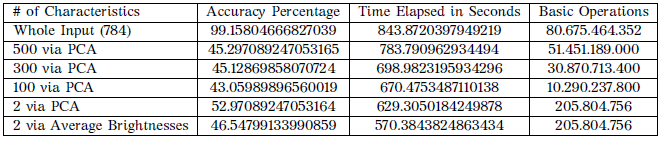 # of Characteristics Accuracy Percentage Time Elapsed in Seconds Basic Operations
Whole Input (784) 99.15804666827039 843.8720397949219 80.675.464.352
500 via PCA 45.297089247053165 783.7909629334494 51.451.189.000
300 via PCA 45.12869858070724 698.9823195934296 30.870.713.400
100 via PCA 43.05989896560019 670.4753487110138 10.290.237.800
2 via PCA 52.97089247053164 629.3050184249878 205.804.756
2 via Average Brightnesses 46.54799133990859 570.3843824863434 205.804.756